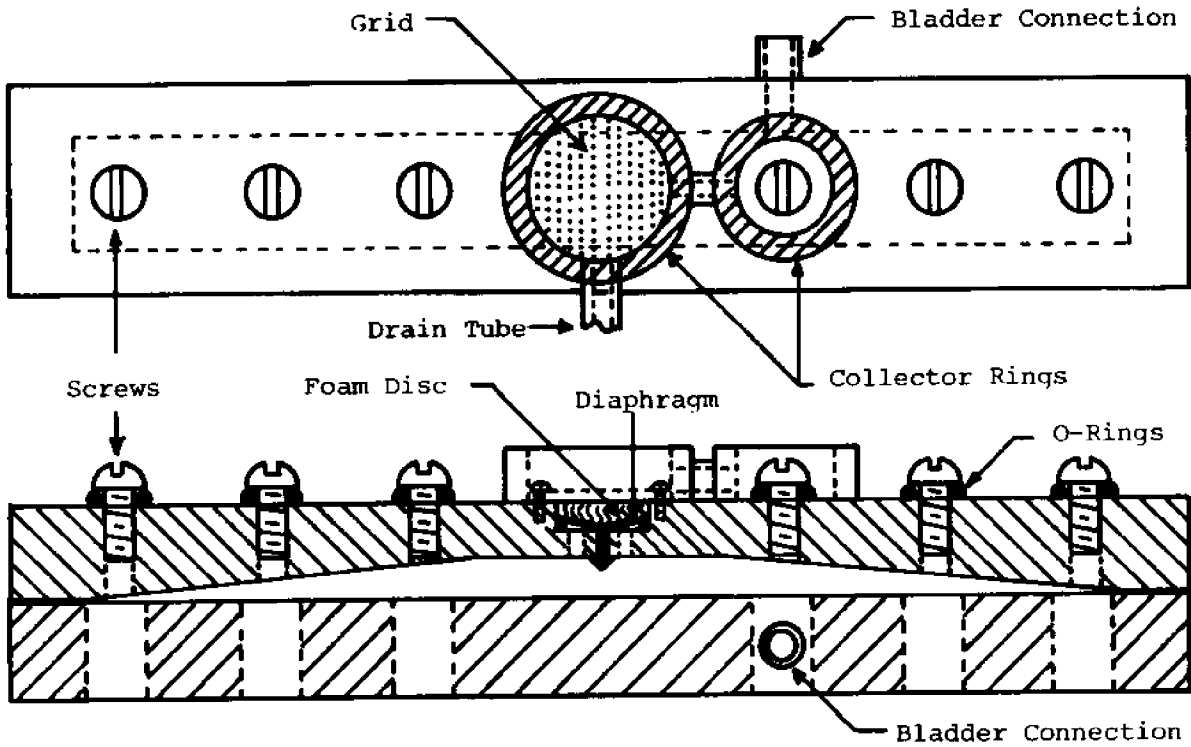 Grid
Bladder Connection
Drain Tube
Screws
Foam Disc
Diaphragm
Collector Rings
O-Rings
Bladder Connection